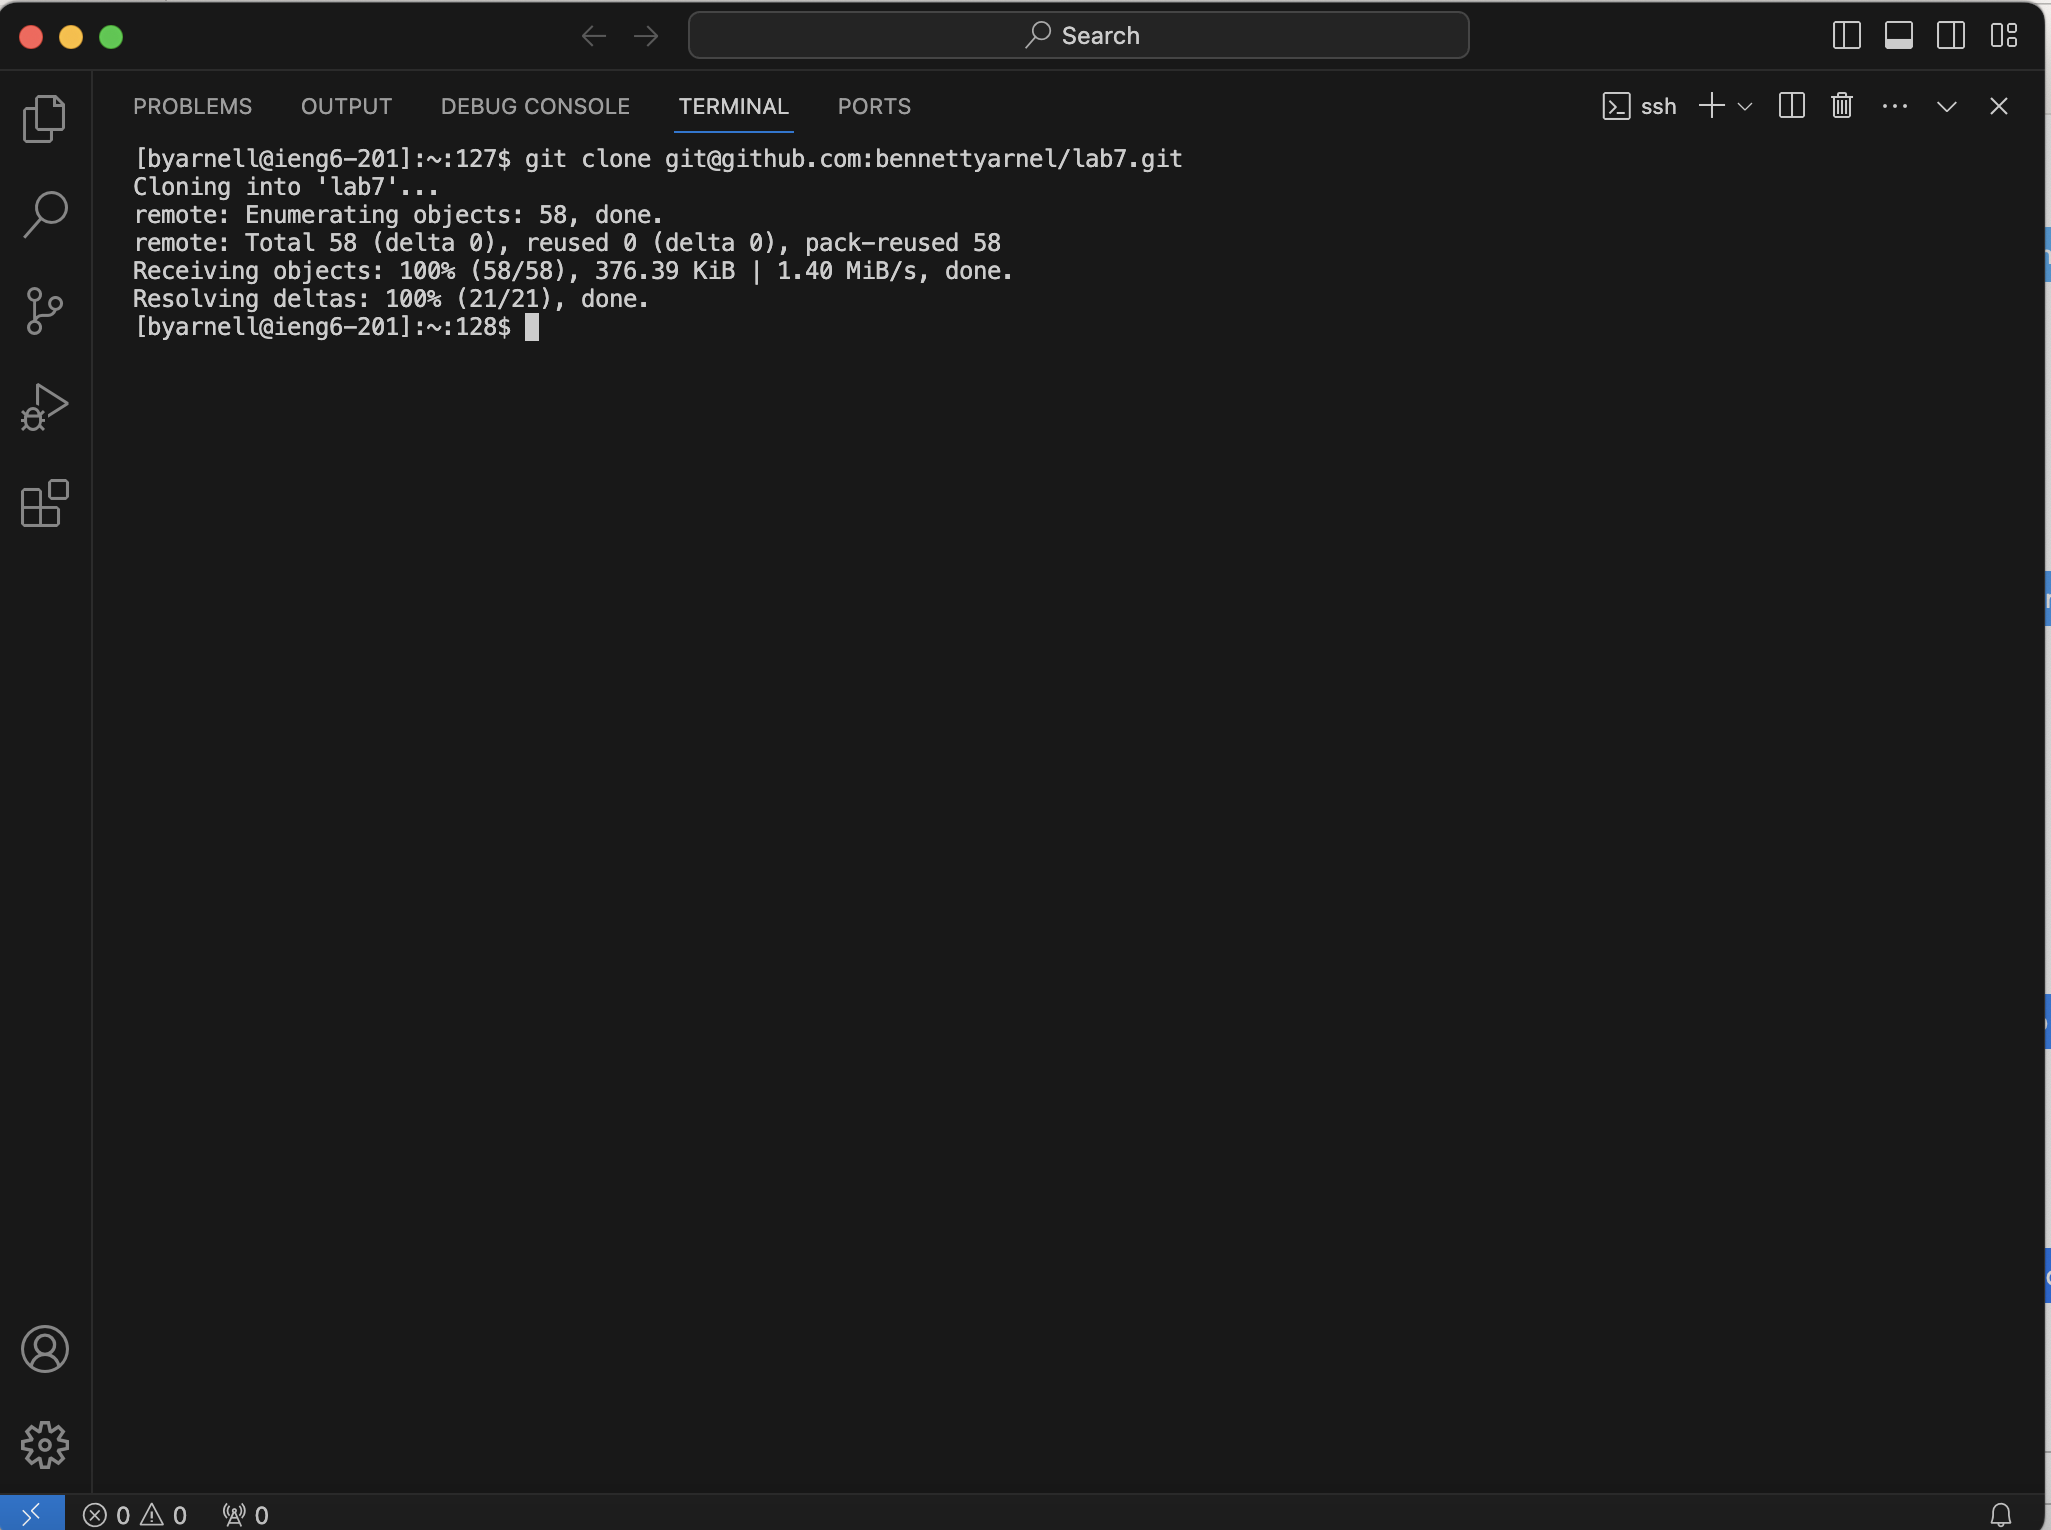 Search
PROBLEMS OUTPUT DEBUG CONSOLE TERMINAL PORTS ssh
[byarnell@ieng6-201]:~:127$ git clone git@github.com:bennettyarnel/lab7.git
Cloning into 'lab7'...
remote: Enumerating objects: 58, done.
remote: Total 58 (delta 0), reused 0 (delta 0), pack-reused 58
Receiving objects: 100% (58/58), 376.39 KiB | 1.40 MiB/s, done.
Resolving deltas: 100% (21/21), done.
[byarnell@ieng6-201]:~:128$
0 0 0